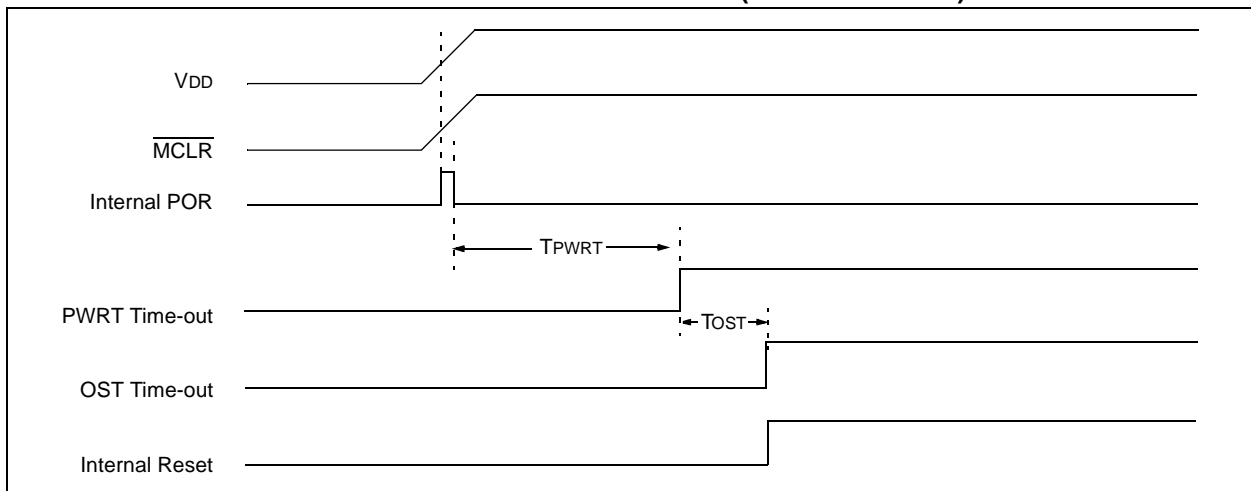 VDD
MCLR
Internal POR
TPWRT
PWRT Time-out
TOST
OST Time-out
Internal Reset